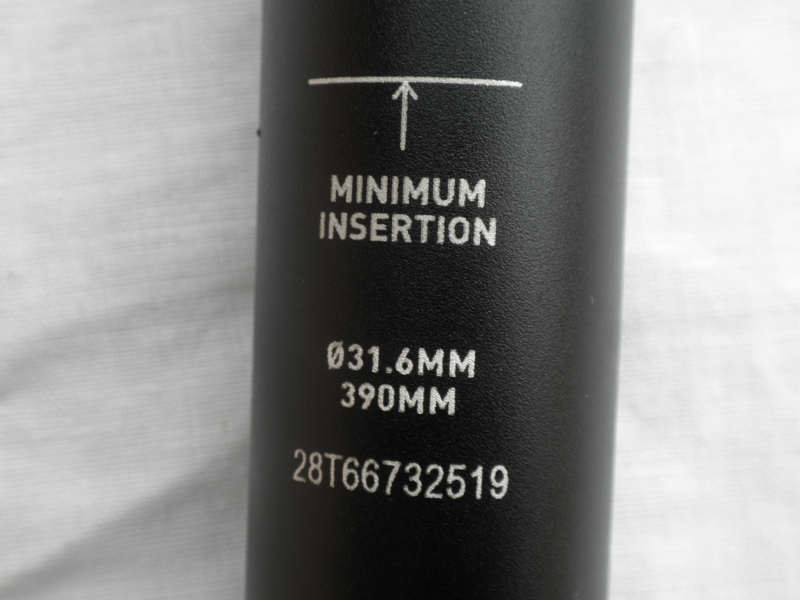 MINIMUM
INSERTION
Ø31.6MM
390MM
28T66732519